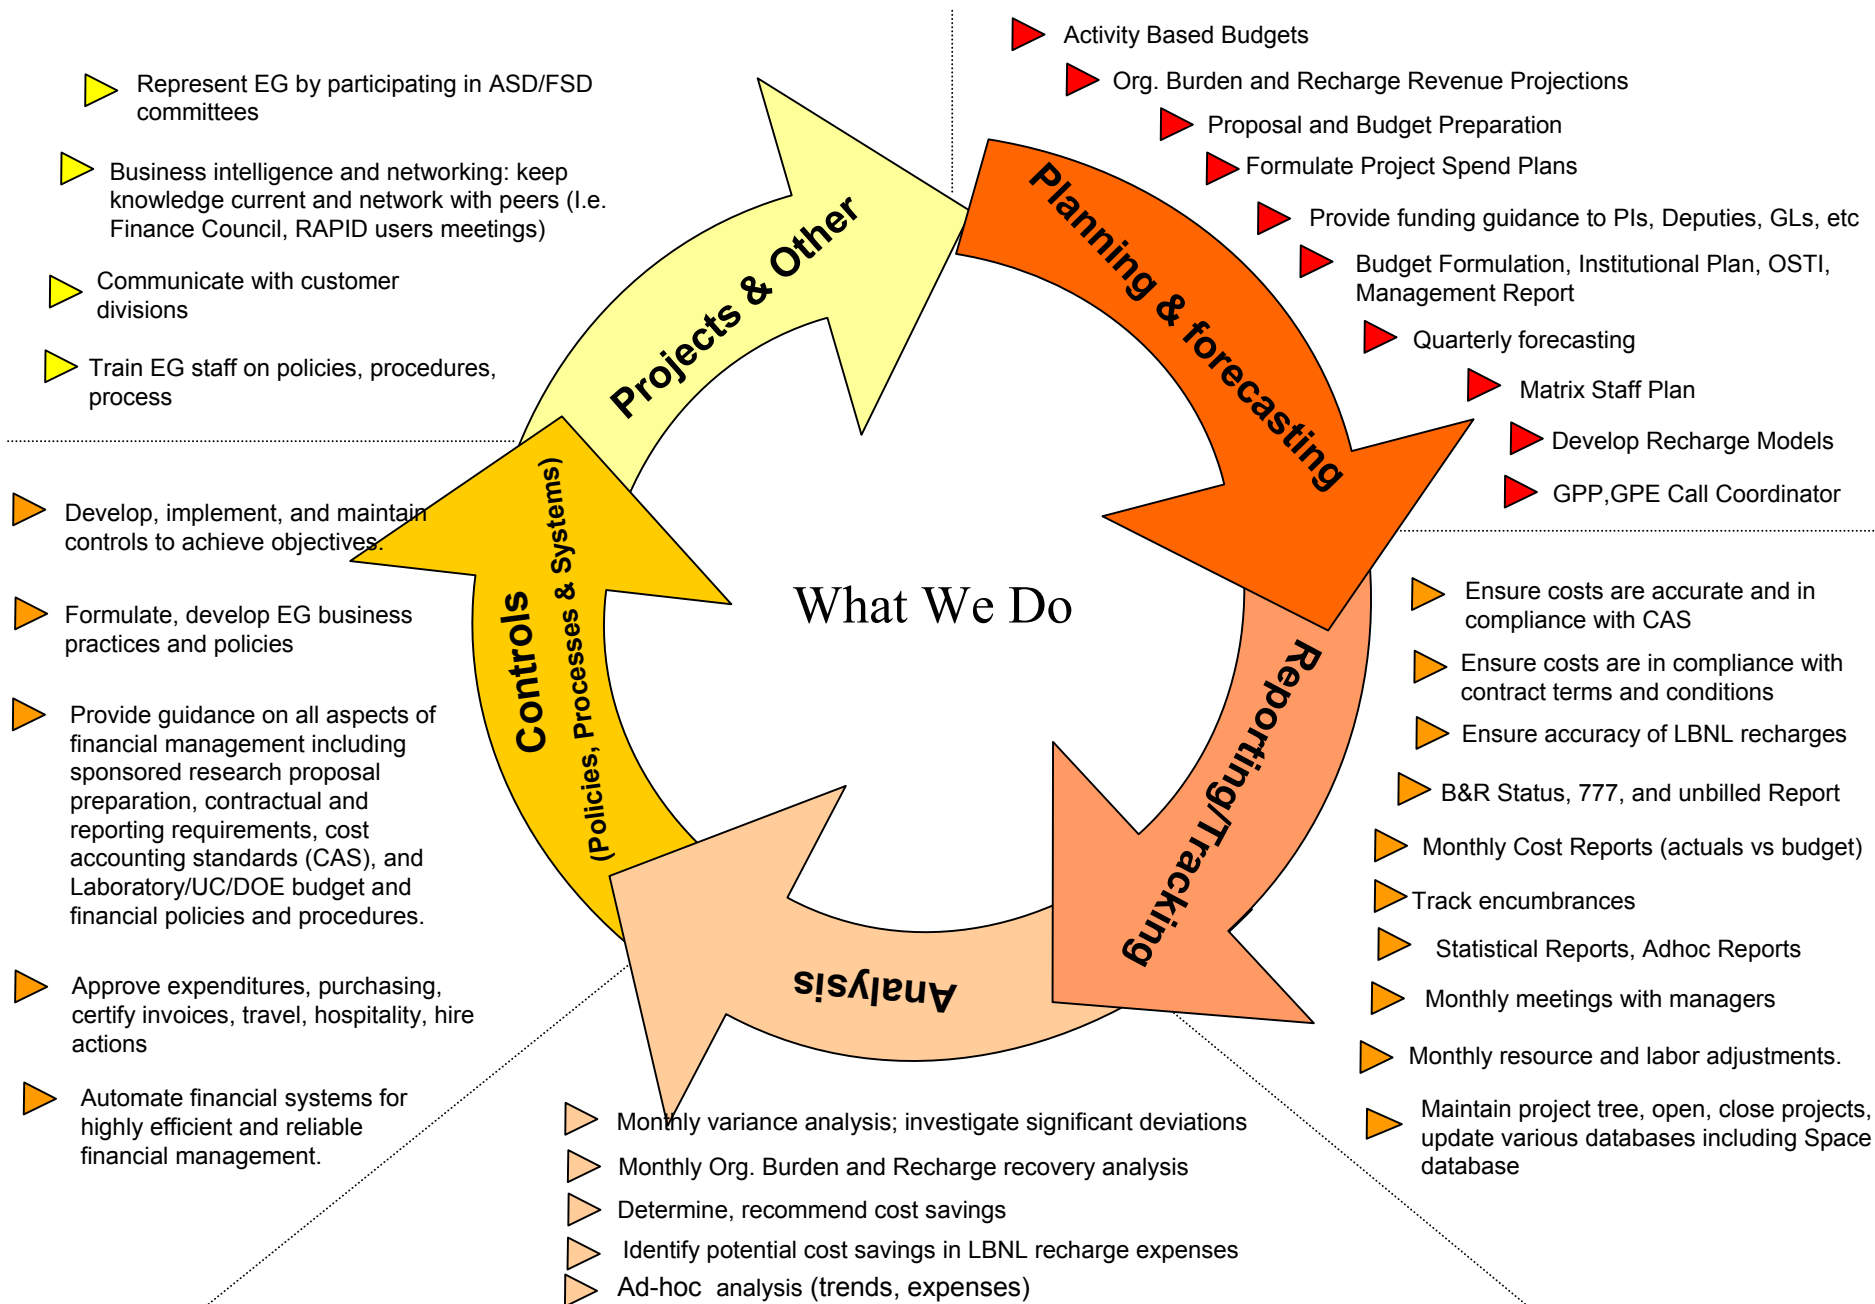 Activity Based Budgets
Org. Burden and Recharge Revenue Projections
Proposal and Budget Preparation
Formulate Project Spend Plans
Provide funding guidance to PIs, Deputies, GLs, etc
Budget Formulation, Institutional Plan, OSTI,
Management Report
Quarterly forecasting
Matrix Staff Plan
Develop Recharge Models
GPP,GPE Call Coordinator
Represent EG by participating in ASD/FSD
committees
Business intelligence and networking: keep
knowledge current and network with peers (I.e.
Finance Council, RAPID users meetings)
Communicate with customer
divisions
Train EG staff on policies, procedures,
process
Projects & Other
Planning & forecasting
What We Do
Controls
(Policies, Processes & Systems)
Reporting/Tracking
Analysis
Develop, implement, and maintain
controls to achieve objectives.
Formulate, develop EG business
practices and policies
Provide guidance on all aspects of
financial management including
sponsored research proposal
preparation, contractual and
reporting requirements, cost
accounting standards (CAS), and
Laboratory/UC/DOE budget and
financial policies and procedures.
Approve expenditures, purchasing,
certify invoices, travel, hospitality, hire
actions
Automate financial systems for
highly efficient and reliable
financial management.
Ensure costs are accurate and in
compliance with CAS
Ensure costs are in compliance with
contract terms and conditions
Ensure accuracy of LBNL recharges
B&R Status, 777, and unbilled Report
Monthly Cost Reports (actuals vs budget)
Track encumbrances
Statistical Reports, Adhoc Reports
Monthly meetings with managers
Monthly resource and labor adjustments.
Maintain project tree, open, close projects,
update various databases including Space
database
Monthly variance analysis; investigate significant deviations
Monthly Org. Burden and Recharge recovery analysis
Determine, recommend cost savings
Identify potential cost savings in LBNL recharge expenses
Ad-hoc analysis (trends, expenses)